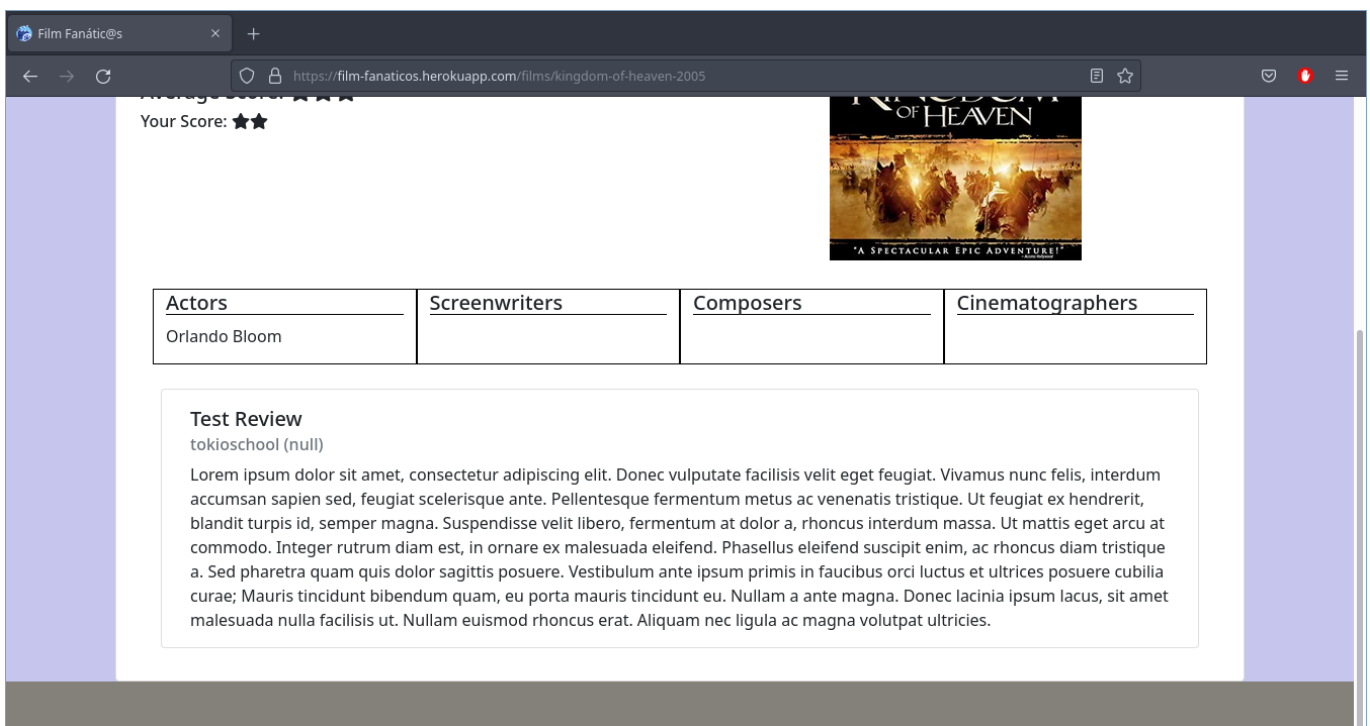 Film Fanátic@s
https://film-fanaticos.herokuapp.com/films/kingdom-of-heaven-2005
Average Score:
Your Score:
KINGDOM
OF HEAVEN
"A SPECTACULAR EPIC ADVENTURE!"
Actors Screenwriters Composers Cinematographers
Orlando Bloom
Test Review
tokioschool (null)
Lorem ipsum dolor sit amet, consectetur adipiscing elit. Donec vulputate facilisis velit eget feugiat. Vivamus nunc felis, interdum
accumsan sapien sed, feugiat scelerisque ante. Pellentesque fermentum metus ac venenatis tristique. Ut feugiat ex hendrerit,
blandit turpis id, semper magna. Suspendisse velit libero, fermentum at dolor a, rhoncus interdum massa. Ut mattis eget arcu at
commodo. Integer rutrum diam est, in ornare ex malesuada eleifend. Phasellus eleifend suscipit enim, ac rhoncus diam tristique
a. Sed pharetra quam quis dolor sagittis posuere. Vestibulum ante ipsum primis in faucibus orci luctus et ultrices posuere cubilia
curae; Mauris tincidunt bibendum quam, eu porta mauris tincidunt eu. Nullam a ante magna. Donec lacinia ipsum lacus, sit amet
malesuada nulla facilisis ut. Nullam euismod rhoncus erat. Aliquam nec ligula ac magna volutpat ultricies.